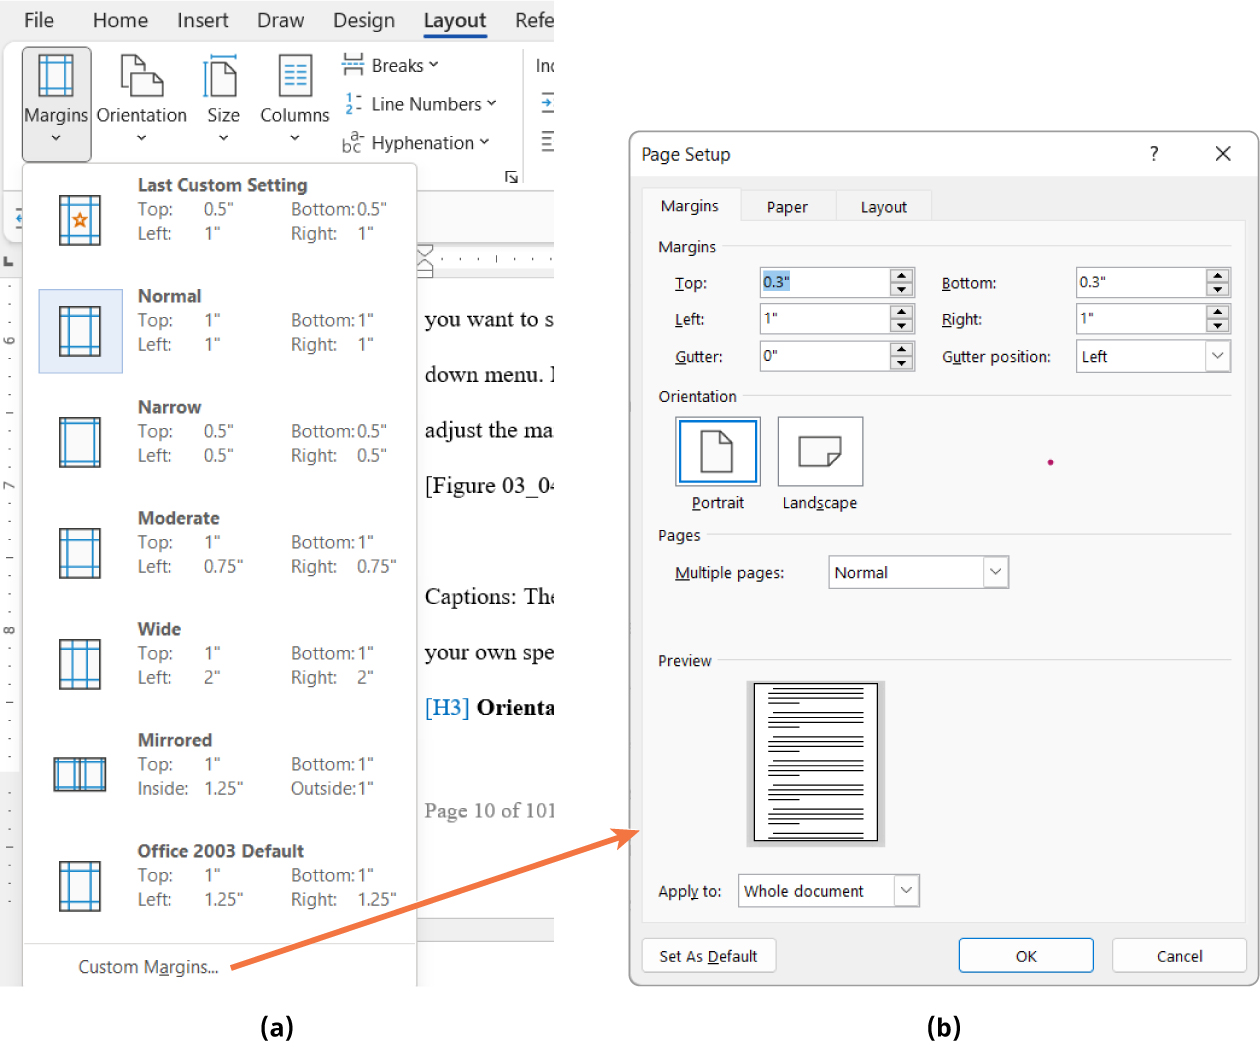 File Home Insert Draw Design Layout Refe
Margins Orientation Size Columns
Breaks
Line Numbers
Hyphenation
Inc
1
2
a-
bc
Last Custom Setting
Top: 0.5" Bottom: 0.5"
Left: 1" Right: 1"
Normal
Top: 1" Bottom: 1"
Left: 1" Right: 1"
Narrow
Top: 0.5" Bottom: 0.5"
Left: 0.5" Right: 0.5"
Moderate
Top: 1" Bottom: 1"
Left: 0.75" Right: 0.75"
Wide
Top: 1" Bottom: 1"
Left: 2" Right: 2"
Mirrored
Top: 1" Bottom: 1"
Inside: 1.25" Outside: 1"
Office 2003 Default
Top: 1" Bottom: 1"
Left: 1.25" Right: 1.25"
Custom Margins...
6
7
8
you want to s
down menu.
adjust the ma
[Figure 03_04
Captions: The
your own spe
[H3] Orienta
Page 10 of 101
(a)
Page Setup ?
Margins Paper Layout
Margins
Top: 0.3" Bottom: 0.3"
Left: 1" Right: 1"
Gutter: 0" Gutter position: Left
Orientation
Portrait Landscape
Pages
Multiple pages: Normal
Preview
Apply to: Whole document
Set As Default OK Cancel
(b)